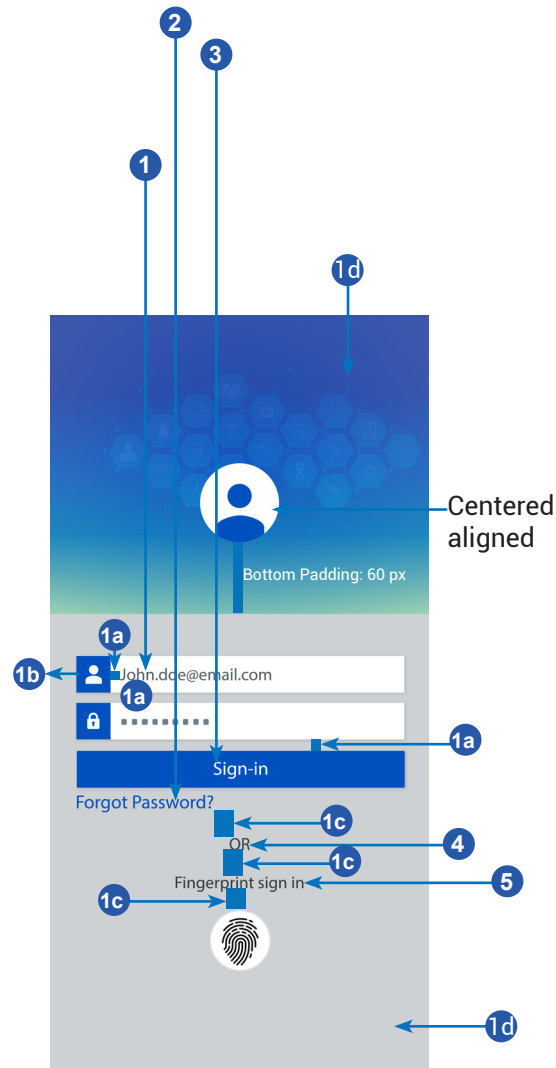 2
3
1
1d
Centered
aligned
Bottom Padding: 60 px
1a
1b
John.doe@email.com
1a
1a
Sign-in
Forgot Password?
1c
OR
4
1c
Fingerprint sign in
5
1c
1d